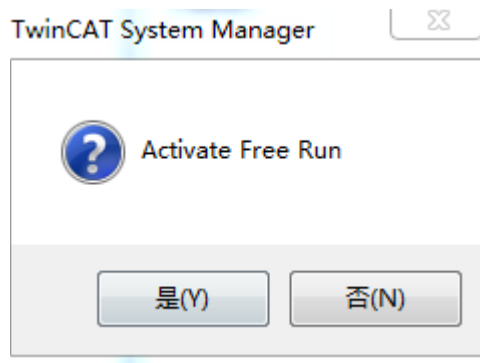 TwinCAT System Manager
Activate Free Run
是(Y) 否(N)